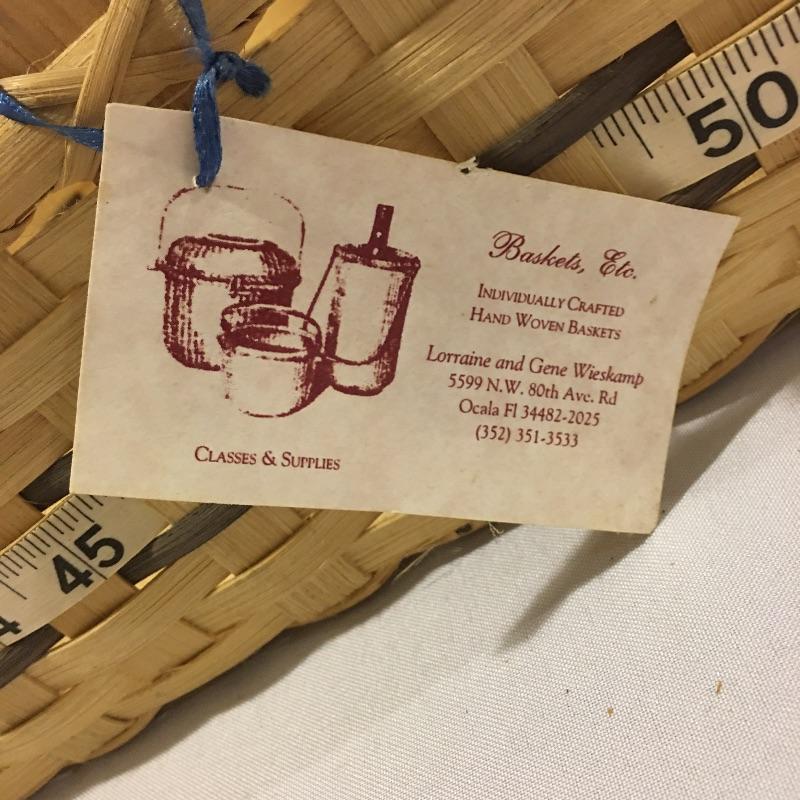 50
Baskets, Etc.
Individually Crafted
Hand Woven Baskets
Lorraine and Gene Wieskamp
5599 N.W. 80th Ave. Rd
Ocala Fl 34482-2025
(352) 351-3533
Classes & Supplies
45
4